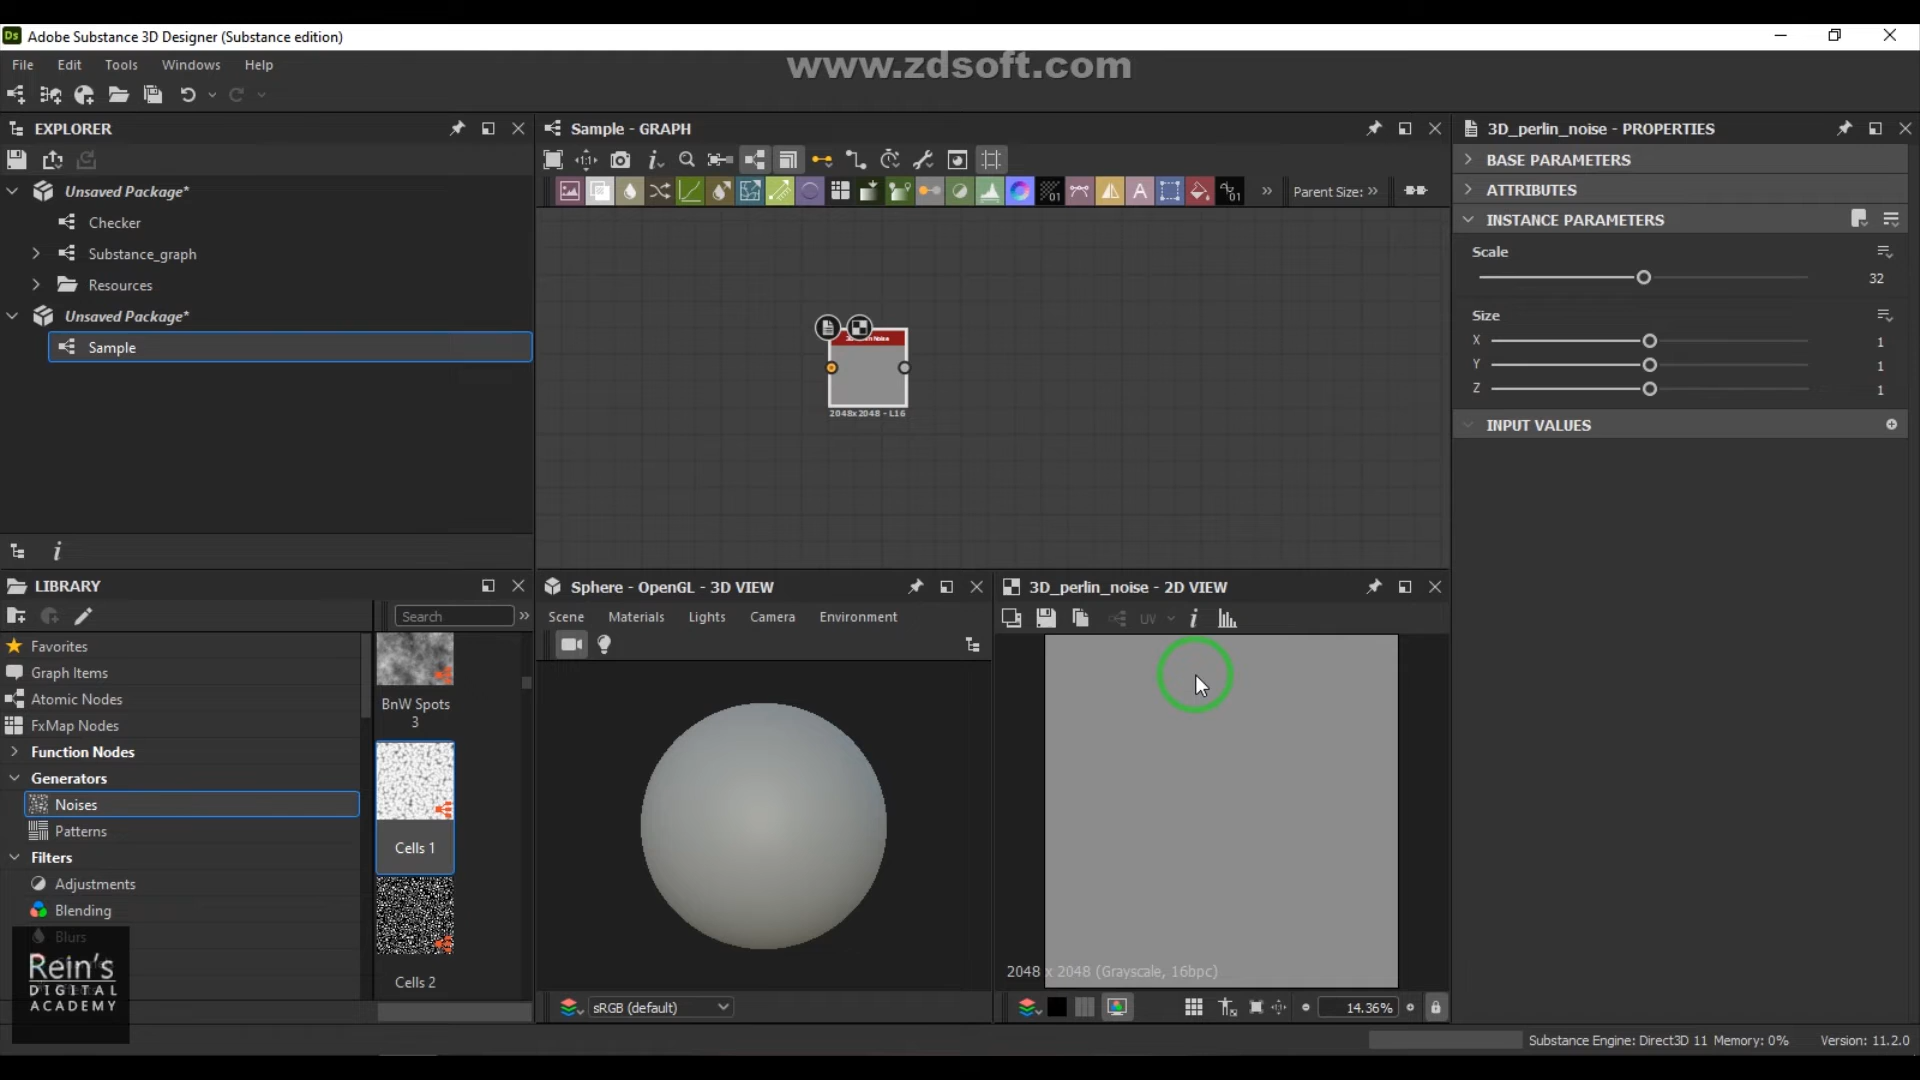 Adobe Substance 3D Designer (Substance edition)
www.zdsoft.com
File Edit Tools Windows Help
EXPLORER
Unsaved Package*
Checker
Substance_graph
Resources
Unsaved Package*
Sample
Sample - GRAPH
Parent Size: »
2048x2048 - L16
3D_perlin_noise - PROPERTIES
BASE PARAMETERS
ATTRIBUTES
INSTANCE PARAMETERS
Scale
32
Size
X 1
Y 1
Z 1
INPUT VALUES
LIBRARY
Search
Favorites
Graph Items
Atomic Nodes
FxMap Nodes
Function Nodes
Generators
Noises
Patterns
Filters
Adjustments
Blending
Blurs
BnW Spots
3
Cells 1
Cells 2
Rein's
DIGITAL
ACADEMY
Sphere - OpenGL - 3D VIEW
Scene Materials Lights Camera Environment
sRGB (default)
3D_perlin_noise - 2D VIEW
UV
2048 x 2048 (Grayscale, 16bpc)
14.36%
Substance Engine: Direct3D 11 Memory: 0% Version: 11.2.0